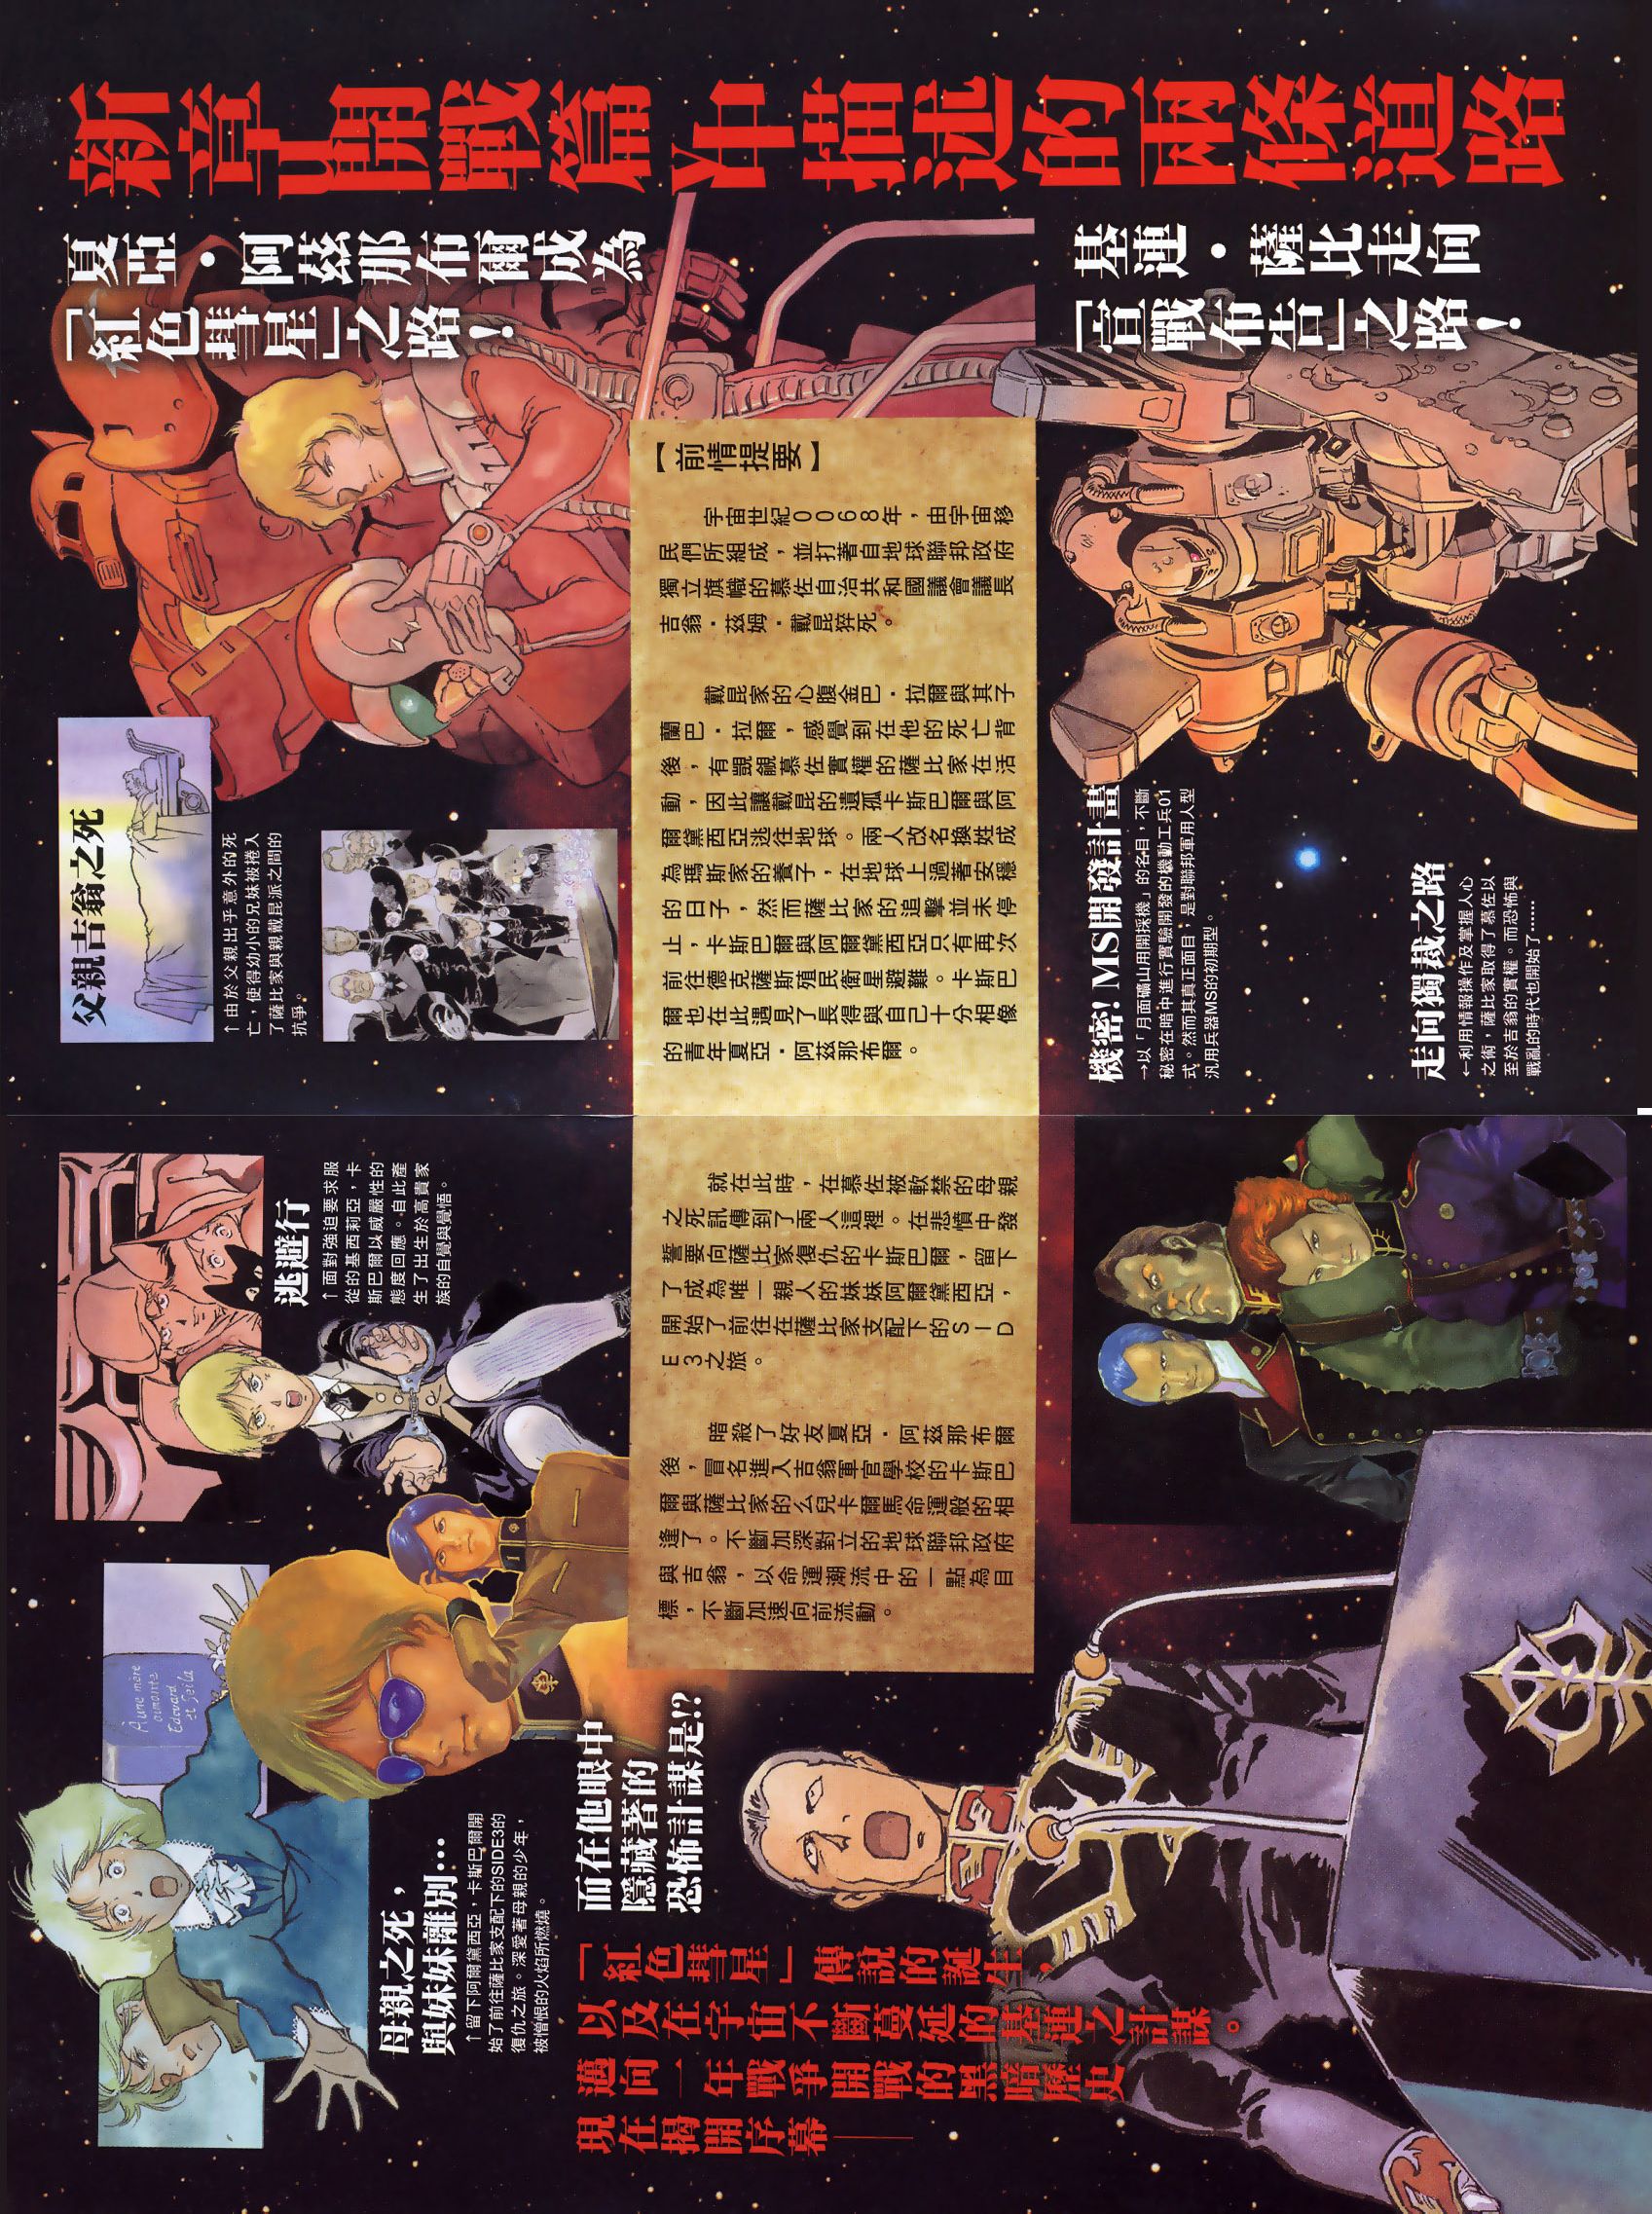 新章「開戰篇」中描述的兩條道路
夏亞・阿茲那布爾成為
「紅色彗星」之路！
基連・薩比走向
「宣戰布告」之路！
【前情提要】
宇宙世紀0068年，由宇宙移
民們所組成，並打著自地球聯邦政府
獨立旗幟的慕佐自治共和國議會議長
吉翁・茲姆・戴昆猝死。
戴昆家的心腹金巴・拉爾與其子
蘭巴・拉爾，感覺到在他的死亡背
後，有覬覦慕佐實權的薩比家在活
動，因此讓戴昆的遺孤卡斯巴爾與阿
爾黛西亞逃往地球。兩人改名換姓成
為瑪斯家的養子，在地球上過著安穩
的日子，然而薩比家的追擊並未停
止，卡斯巴爾與阿爾黛西亞只有再次
前往德克薩斯殖民衛星避難。卡斯巴
爾也在此遇見了長得與自己十分相像
的青年夏亞・阿茲那布爾。
就在此時，在慕佐被軟禁的母親
之死訊傳到了兩人這裡。在悲憤中發
誓要向薩比家復仇的卡斯巴爾，留下
了成為唯一親人的妹妹阿爾黛西亞，
開始了前往在薩比家支配下的SID
E3之旅。
暗殺了好友夏亞・阿茲那布爾
後，冒名進入吉翁軍官學校的卡斯巴
爾與薩比家的么兒卡爾馬命運般的相
逢了。不斷加深對立的地球聯邦政府
與吉翁，以命運潮流中的一點為目
標，不斷加速向前流動。
父親吉翁之死
↑由於父親出乎意外的死
亡，使得幼小的兄妹被捲入
了薩比家與親戴昆派之間的
抗爭。
機密！MS開發計畫
→以「月面礦山用開採機」的名目，不斷
秘密在暗中進行實驗開發的機動工兵01
式。然而其真正面目，是對聯邦軍用人型
汎用兵器MS的初期型。
走向獨裁之路
←利用情報操作及掌握人心
之術，薩比家取得了慕佐以
至於吉翁的實權。而恐怖與
戰亂的時代也開始了……
逃避行
↑面對強迫要求服
從的基西莉亞，卡
斯巴爾以威嚴性的
態度回應。自此產
生了出生於高貴家
族的自覺與覺悟。
母親之死，
與妹妹離別…
↑留下阿爾黛西亞，卡斯巴爾開
始了前往薩比家支配下的SIDE3的
復仇之旅。深愛著母親的少年，
被憎恨的火焰所燃燒。
Edouard
et Seila
而在他眼中
隱藏著的
恐怖計謀是!?
「紅色彗星」傳說的誕生，
以及在宇宙不斷蔓延的基連之計謀。
邁向一年戰爭開戰的黑暗歷史
現在揭開序幕——